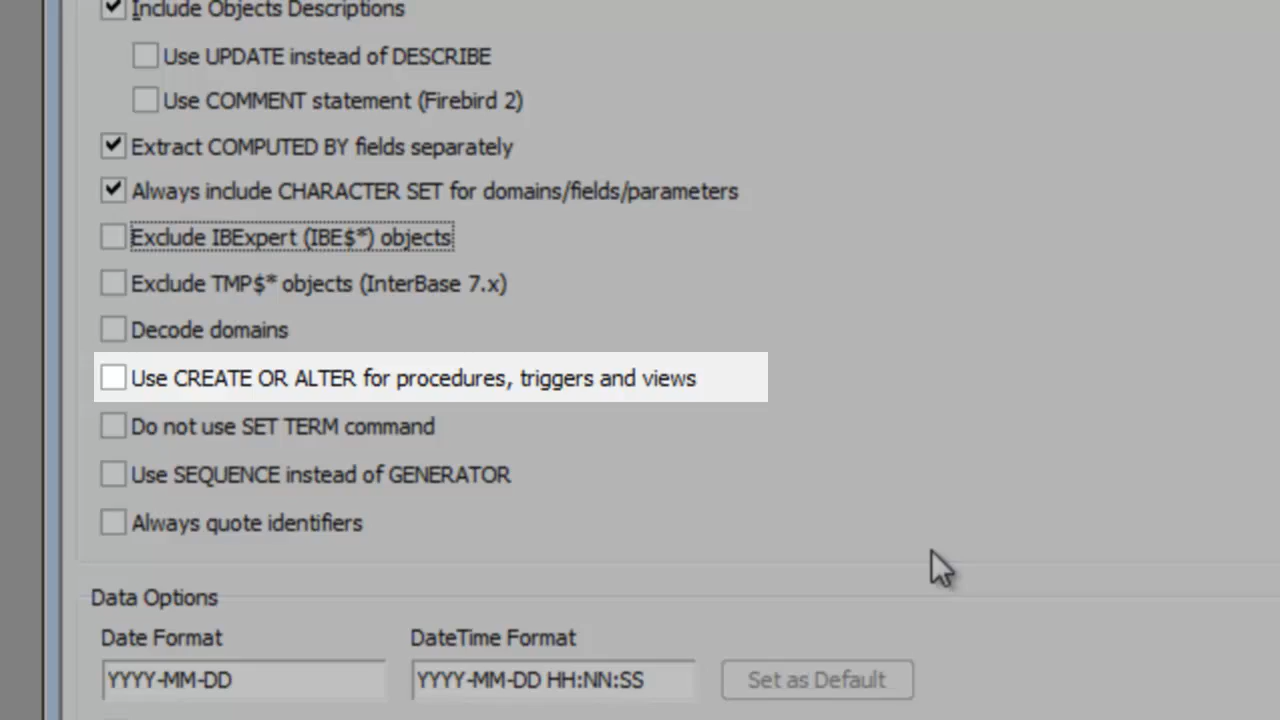 Include Objects Descriptions
Use UPDATE instead of DESCRIBE
Use COMMENT statement (Firebird 2)
Extract COMPUTED BY fields separately
Always include CHARACTER SET for domains/fields/parameters
Exclude IBExpert (IBE$*) objects
Exclude TMP$* objects (InterBase 7.x)
Decode domains
Use CREATE OR ALTER for procedures, triggers and views
Do not use SET TERM command
Use SEQUENCE instead of GENERATOR
Always quote identifiers
Data Options
Date Format DateTime Format
YYYY-MM-DD YYYY-MM-DD HH:NN:SS Set as Default